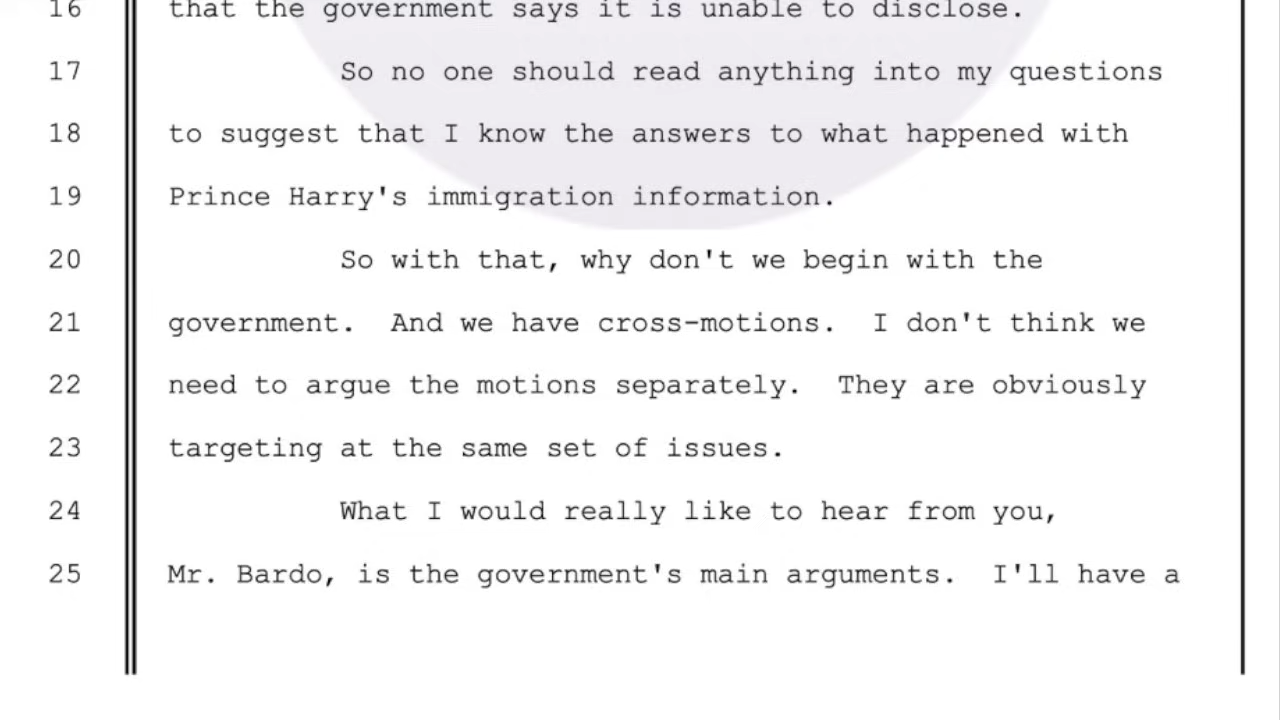 16 that the government says it is unable to disclose.
17 So no one should read anything into my questions
18 to suggest that I know the answers to what happened with
19 Prince Harry's immigration information.
20 So with that, why don't we begin with the
21 government.  And we have cross-motions.  I don't think we
22 need to argue the motions separately.  They are obviously
23 targeting at the same set of issues.
24 What I would really like to hear from you,
25 Mr. Bardo, is the government's main arguments.  I'll have a